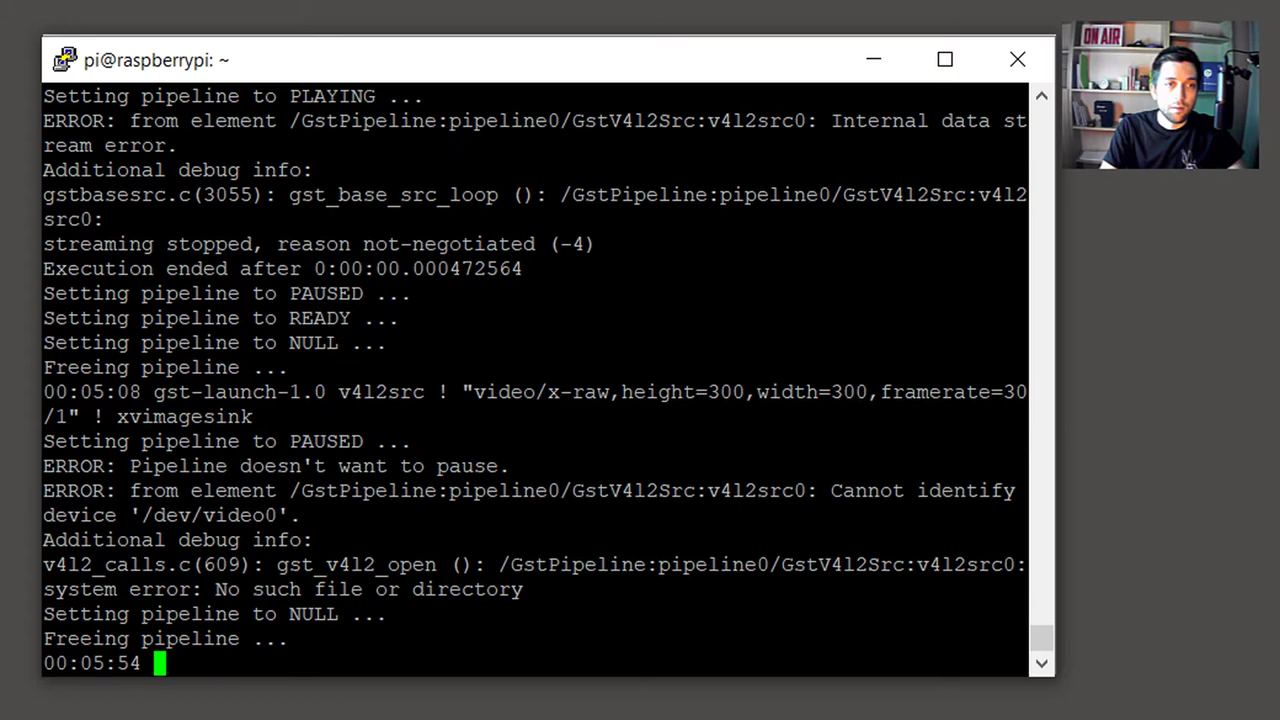 pi@raspberrypi: ~
ON AIR
Setting pipeline to PLAYING ...
ERROR: from element /GstPipeline:pipeline0/GstV4l2Src:v4l2src0: Internal data st
ream error.
Additional debug info:
gstbasesrc.c(3055): gst_base_src_loop (): /GstPipeline:pipeline0/GstV4l2Src:v4l2
src0:
streaming stopped, reason not-negotiated (-4)
Execution ended after 0:00:00.000472564
Setting pipeline to PAUSED ...
Setting pipeline to READY ...
Setting pipeline to NULL ...
Freeing pipeline ...
00:05:08 gst-launch-1.0 v4l2src ! "video/x-raw,height=300,width=300,framerate=30
/1" ! xvimagesink
Setting pipeline to PAUSED ...
ERROR: Pipeline doesn't want to pause.
ERROR: from element /GstPipeline:pipeline0/GstV4l2Src:v4l2src0: Cannot identify
device '/dev/video0'.
Additional debug info:
v4l2_calls.c(609): gst_v4l2_open (): /GstPipeline:pipeline0/GstV4l2Src:v4l2src0:
system error: No such file or directory
Setting pipeline to NULL ...
Freeing pipeline ...
00:05:54